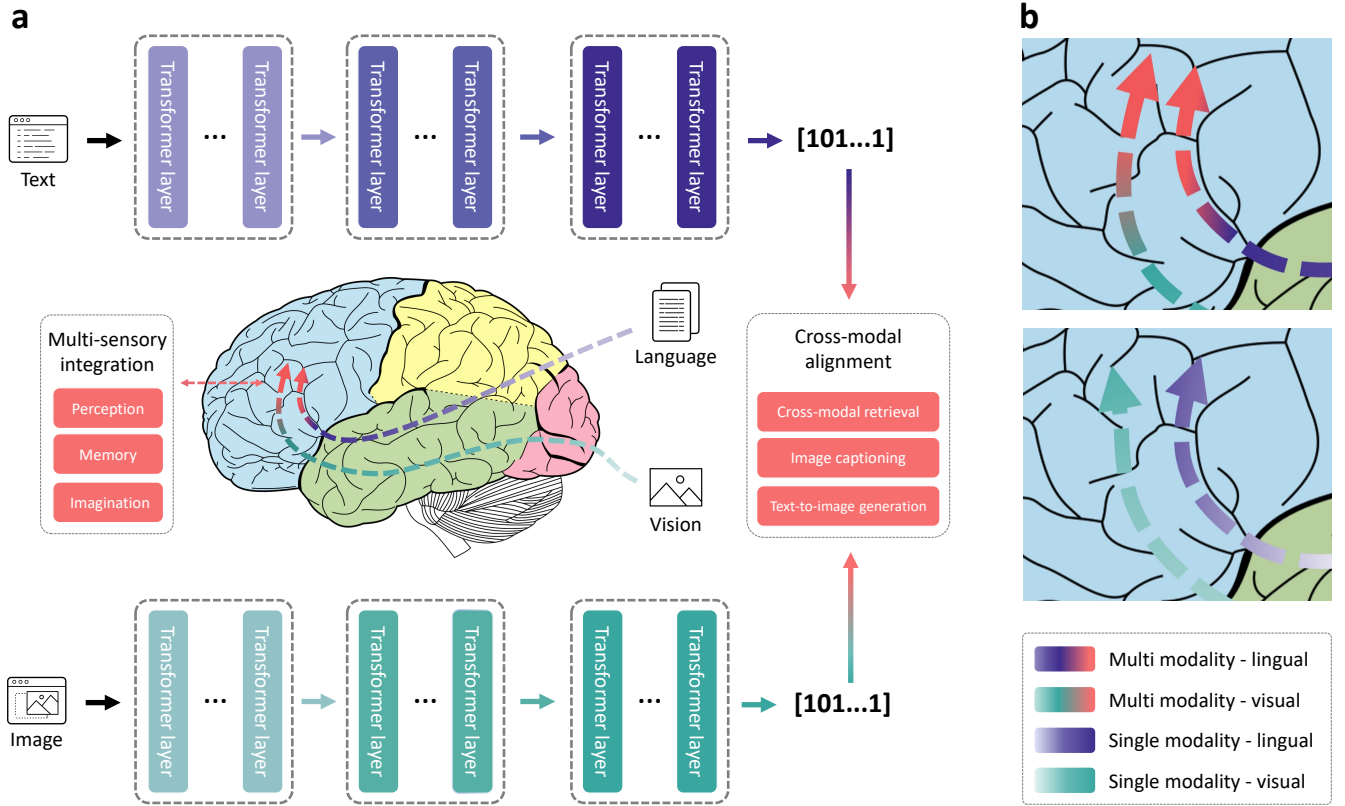 a
Text
Transformer layer
...
Transformer layer
Transformer layer
...
Transformer layer
Transformer layer
...
Transformer layer
[101...1]
Multi-sensory
integration
Perception
Memory
Imagination
Language
Vision
Cross-modal
alignment
Cross-modal retrieval
Image captioning
Text-to-image generation
Image
Transformer layer
...
Transformer layer
Transformer layer
...
Transformer layer
Transformer layer
...
Transformer layer
[101...1]
b
Multi modality - lingual
Multi modality - visual
Single modality - lingual
Single modality - visual